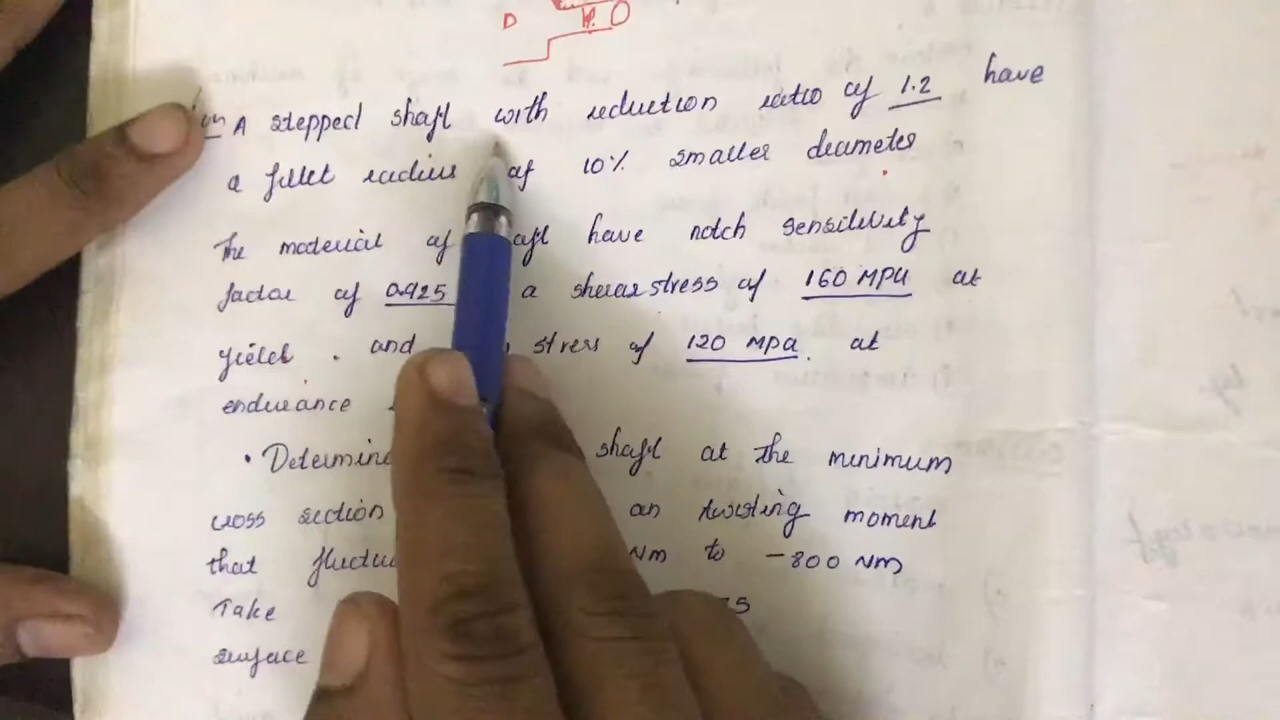 D
A stepped shaft with reduction ratio of 1.2 have
a fillet radius of 10% smaller diameter
The material of have notch sensitivity
factor of 0.925 a shear stress of 160 MPa at
yield . and stress of 120 MPa. at
endurance
• Determine shaft at the minimum
cross section an twisting moment
that Nm to -800 Nm
Take
surface